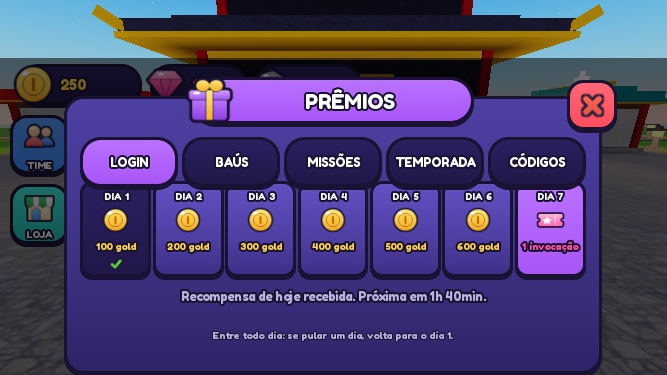 250
PRÊMIOS
TIME
LOJA
LOGIN
BAÚS
MISSÕES
TEMPORADA
CÓDIGOS
DIA 1
100 gold
DIA 2
200 gold
DIA 3
300 gold
DIA 4
400 gold
DIA 5
500 gold
DIA 6
600 gold
DIA 7
1 invocação
Recompensa de hoje recebida. Próxima em 1h 40min.
Entre todo dia: se pular um dia, volta para o dia 1.